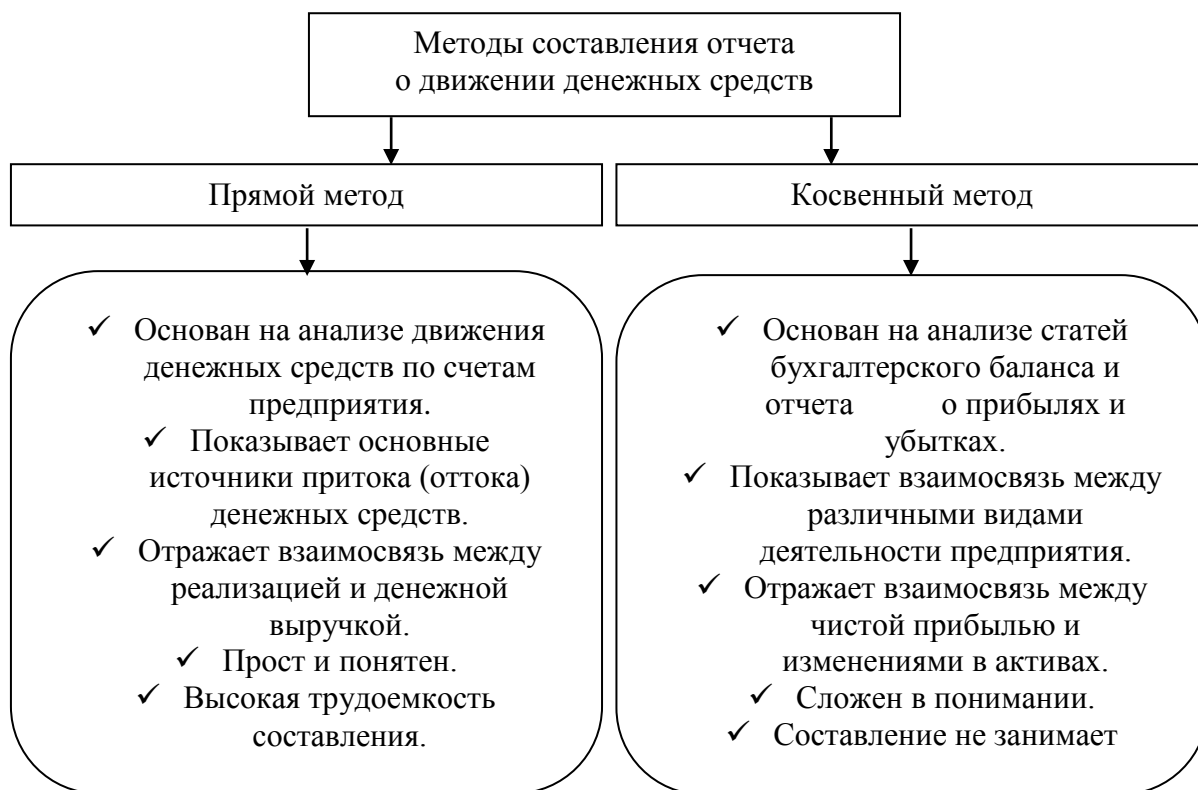 Методы составления отчета
о движении денежных средств
Прямой метод
✓ Основан на анализе движения
денежных средств по счетам
предприятия.
✓ Показывает основные
источники притока (оттока)
денежных средств.
✓ Отражает взаимосвязь между
реализацией и денежной
выручкой.
✓ Прост и понятен.
✓ Высокая трудоемкость
составления.
Косвенный метод
✓ Основан на анализе статей
бухгалтерского баланса и
отчета о прибылях и
убытках.
✓ Показывает взаимосвязь между
различными видами
деятельности предприятия.
✓ Отражает взаимосвязь между
чистой прибылью и
изменениями в активах.
✓ Сложен в понимании.
✓ Составление не занимает